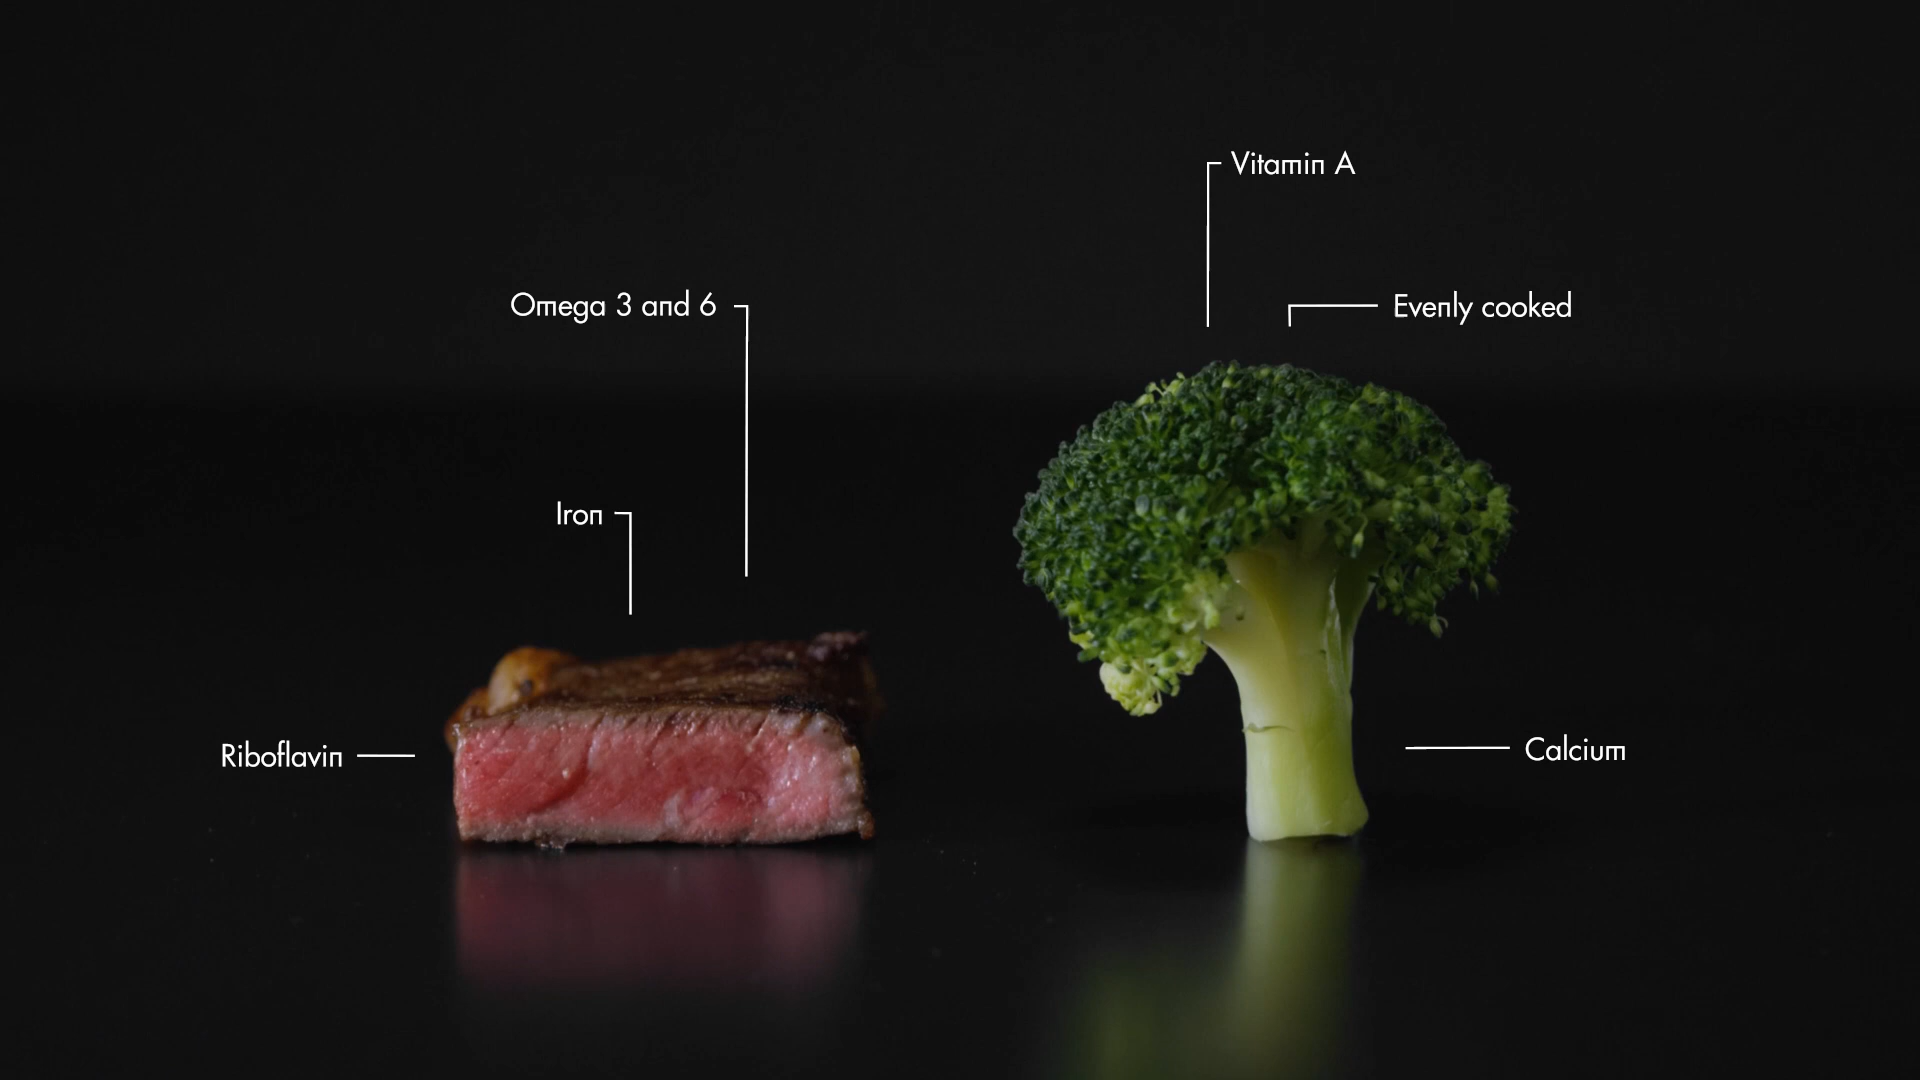 Vitamin A
Omega 3 and 6
Evenly cooked
Iron
Riboflavin
Calcium